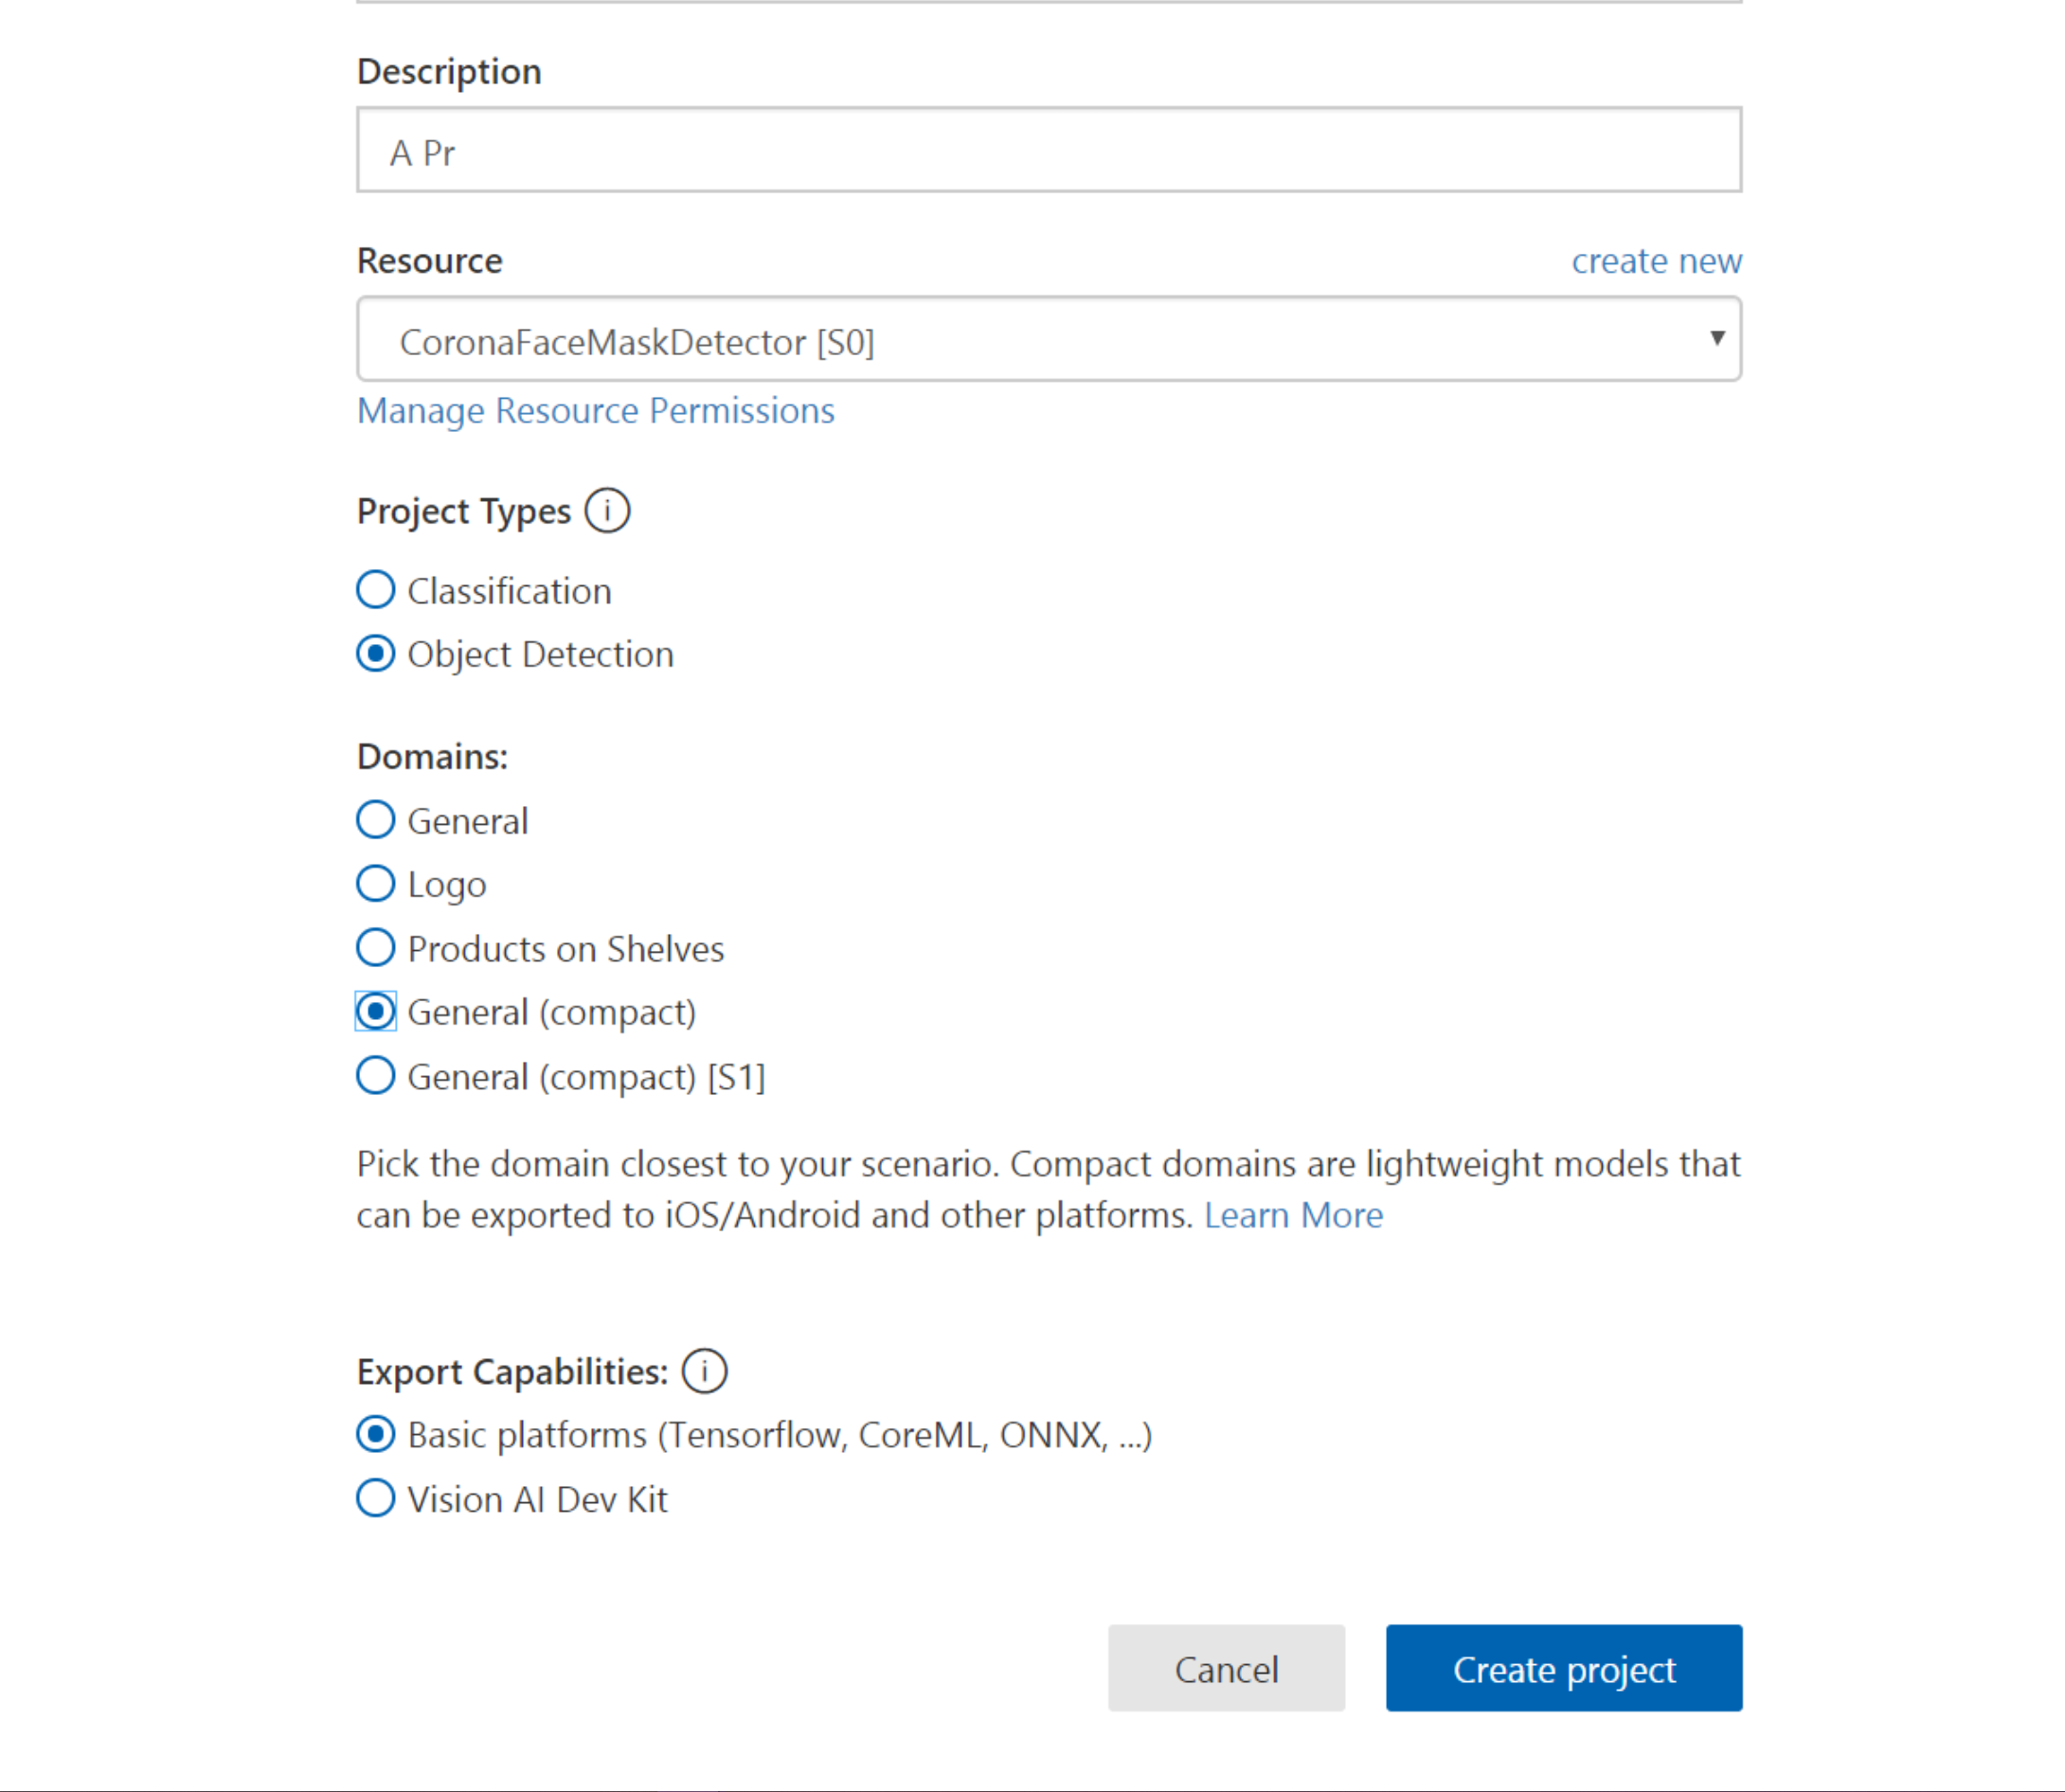 Description
A Pr
Resource
create new
CoronaFaceMaskDetector [S0]
Manage Resource Permissions
Project Types i
Classification
Object Detection
Domains:
General
Logo
Products on Shelves
General (compact)
General (compact) [S1]
Pick the domain closest to your scenario. Compact domains are lightweight models that
can be exported to iOS/Android and other platforms. Learn More
Export Capabilities: i
Basic platforms (Tensorflow, CoreML, ONNX, ...)
Vision AI Dev Kit
Cancel
Create project